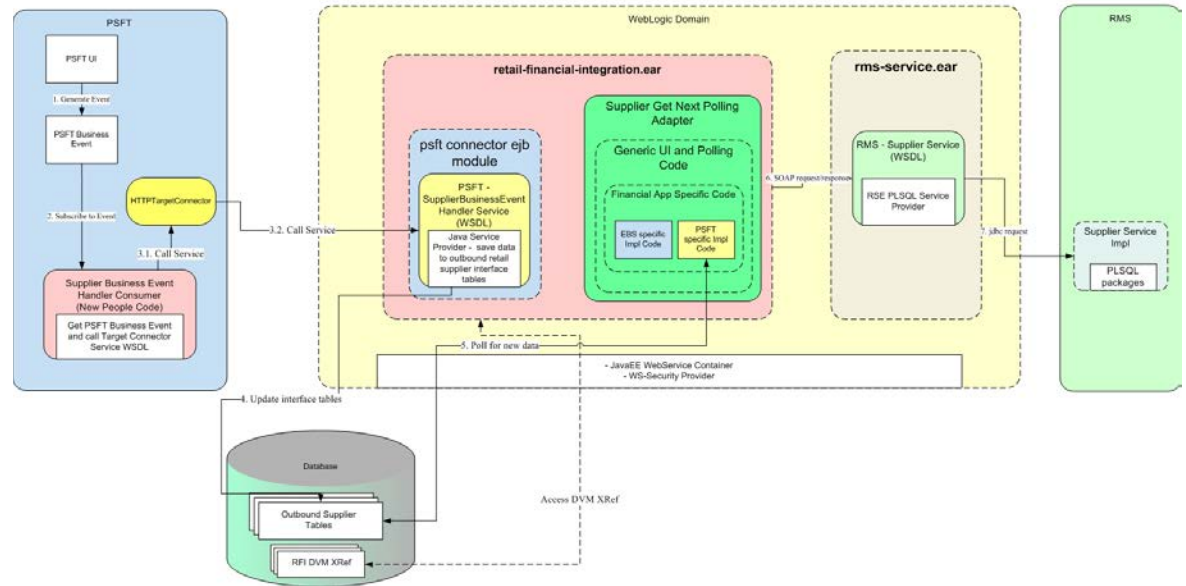 PSFT
PSFT UI
1. Generate Event
PSFT Business
Event
2. Subscribe to Event
HTTPTargetConnector
3.1. Call Service
Supplier Business Event
Handler Consumer
(New People Code)
Get PSFT Business Event
and call Target Connector
Service WSDL
3.2. Call Service
WebLogic Domain
retail-financial-integration.ear
psft connector ejb
module
PSFT -
SupplierBusinessEvent
Handler Service
(WSDL)
Java Service
Provider - save data
to outbound retail
supplier interface
tables
Supplier Get Next Polling
Adapter
Generic UI and Polling
Code
Financial App Specific Code
EBS specific
Impl Code
PSFT
specific Impl
Code
5. Poll for new data
6. SOAP request/response
rms-service.ear
RMS - Supplier Service
(WSDL)
RSE PLSQL Service
Provider
7. jdbc request
- JavaEE WebService Container
- WS-Security Provider
RMS
Supplier Service
Impl
PLSQL
packages
4. Update interface tables
Database
Outbound Supplier
Tables
RFI DVM XRef
Access DVM XRef